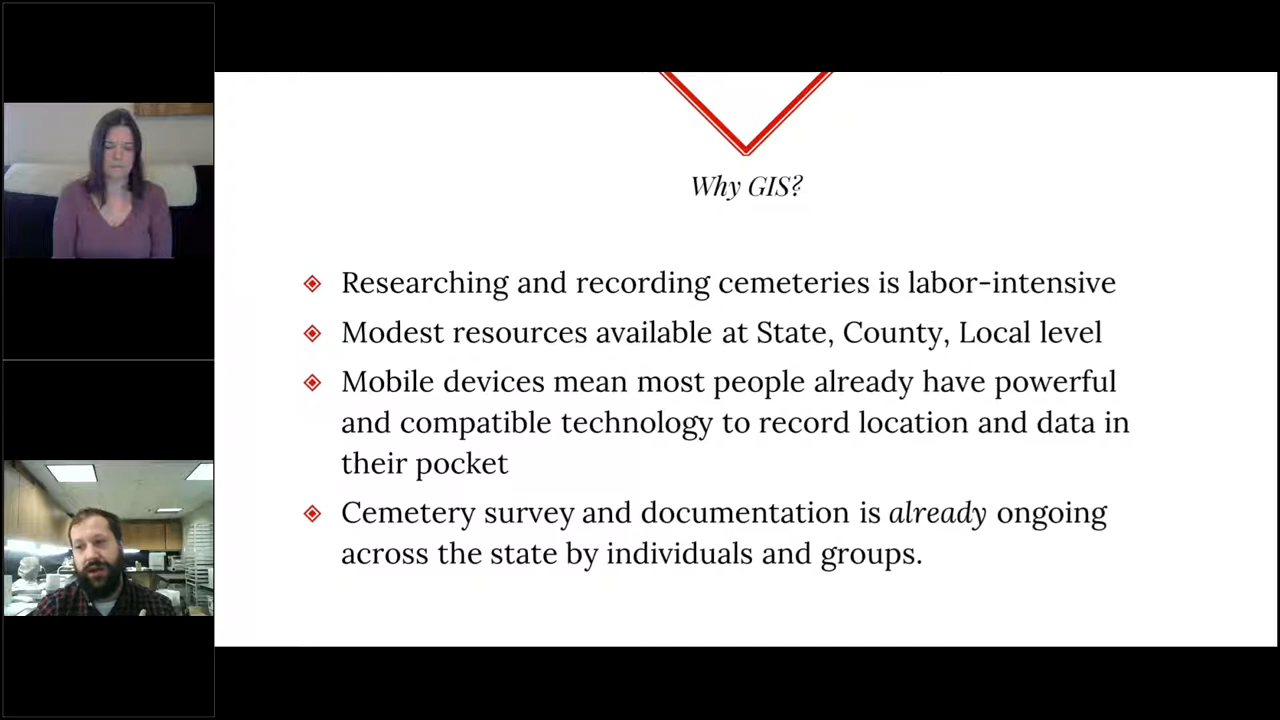 Why GIS?
Researching and recording cemeteries is labor-intensive
Modest resources available at State, County, Local level
Mobile devices mean most people already have powerful
and compatible technology to record location and data in
their pocket
Cemetery survey and documentation is already ongoing
across the state by individuals and groups.